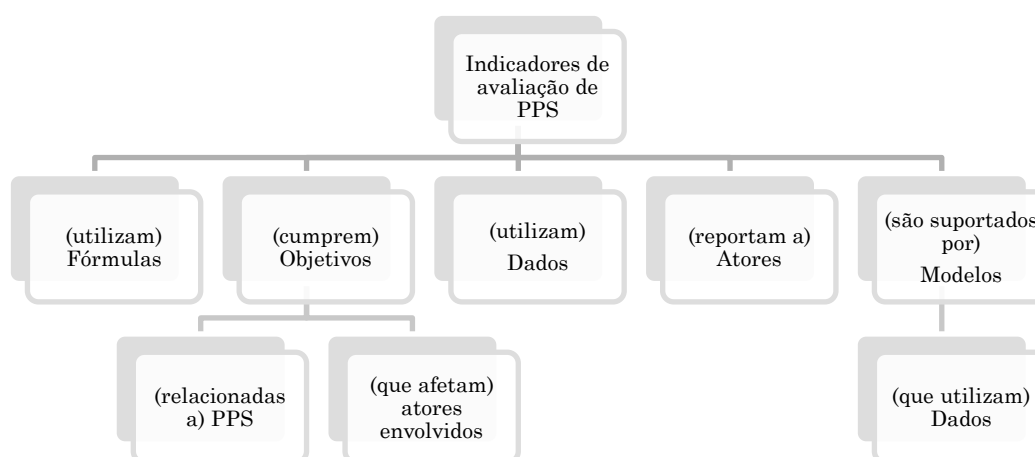 Indicadores de
avaliação de
PPS
(utilizam)
Fórmulas
(cumprem)
Objetivos
(utilizam)
Dados
(reportam a)
Atores
(são suportados
por)
Modelos
(relacionadas
a) PPS
(que afetam)
atores
envolvidos
(que utilizam)
Dados